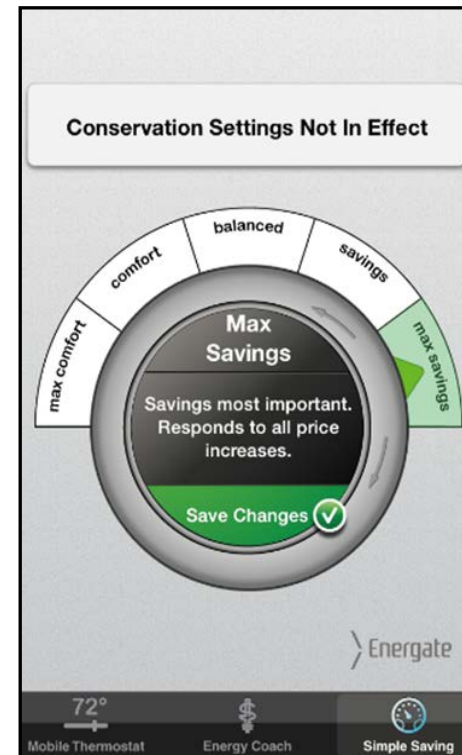 Conservation Settings Not In Effect
max comfort
comfort
balanced
savings
max savings
Max
Savings
Savings most important.
Responds to all price
increases.
Save Changes
Energate
72°
Mobile Thermostat
Energy Coach
Simple Saving